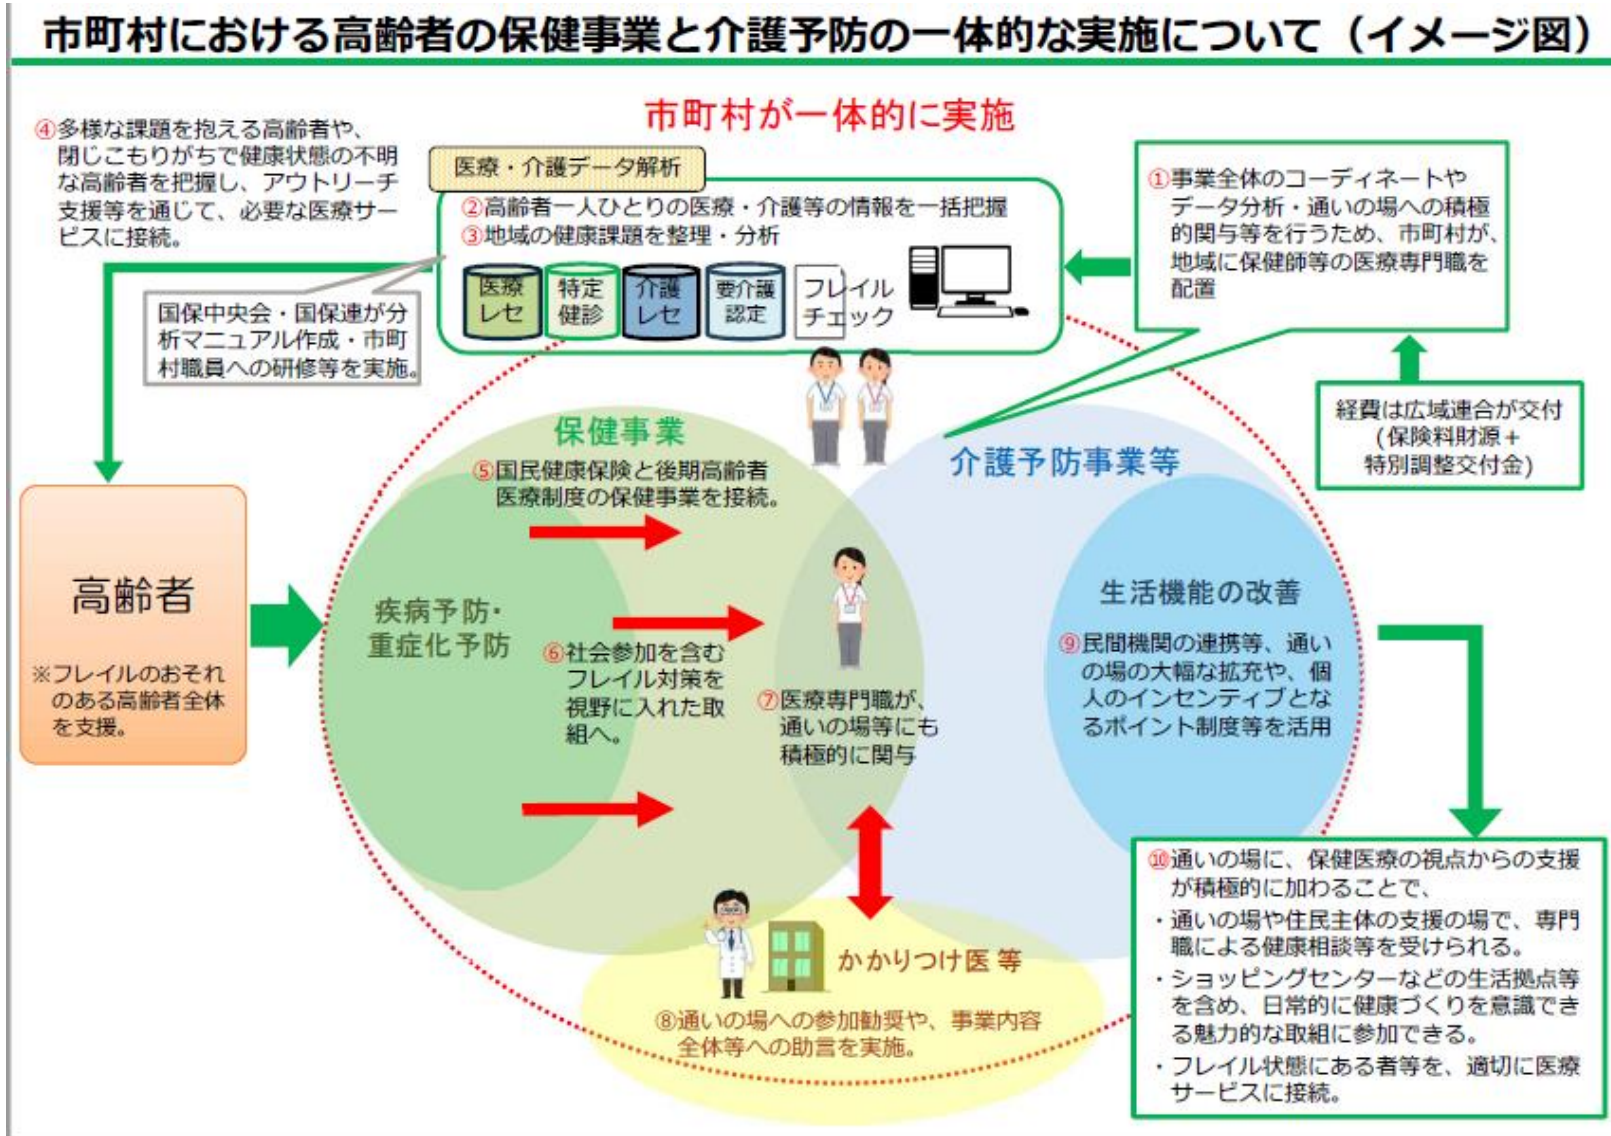 市町村における高齢者の保健事業と介護予防の一体的な実施について（イメージ図）
市町村が一体的に実施
④多様な課題を抱える高齢者や、
閉じこもりがちで健康状態の不明
な高齢者を把握し、アウトリーチ
支援等を通じて、必要な医療サー
ビスに接続。
医療・介護データ解析
②高齢者一人ひとりの医療・介護等の情報を一括把握
③地域の健康課題を整理・分析
医療
レセ
特定
健診
介護
レセ
要介護
認定
フレイル
チェック
①事業全体のコーディネートや
データ分析・通いの場への積極
的関与等を行うため、市町村が、
地域に保健師等の医療専門職を
配置
国保中央会・国保連が分
析マニュアル作成・市町
村職員への研修等を実施。
経費は広域連合が交付
(保険料財源＋
特別調整交付金)
保健事業
⑤国民健康保険と後期高齢者
医療制度の保健事業を接続。
介護予防事業等
高齢者
※フレイルのおそれ
のある高齢者全体
を支援。
疾病予防・
重症化予防
⑥社会参加を含む
フレイル対策を
視野に入れた取
組へ。
⑦医療専門職が、
通いの場等にも
積極的に関与
生活機能の改善
⑨民間機関の連携等、通い
の場の大幅な拡充や、個
人のインセンティブとな
るポイント制度等を活用
かかりつけ医 等
⑧通いの場への参加勧奨や、事業内容
全体等への助言を実施。
⑩通いの場に、保健医療の視点からの支援
が積極的に加わることで、
・通いの場や住民主体の支援の場で、専門
職による健康相談等を受けられる。
・ショッピングセンターなどの生活拠点等
を含め、日常的に健康づくりを意識でき
る魅力的な取組に参加できる。
・フレイル状態にある者等を、適切に医療
サービスに接続。